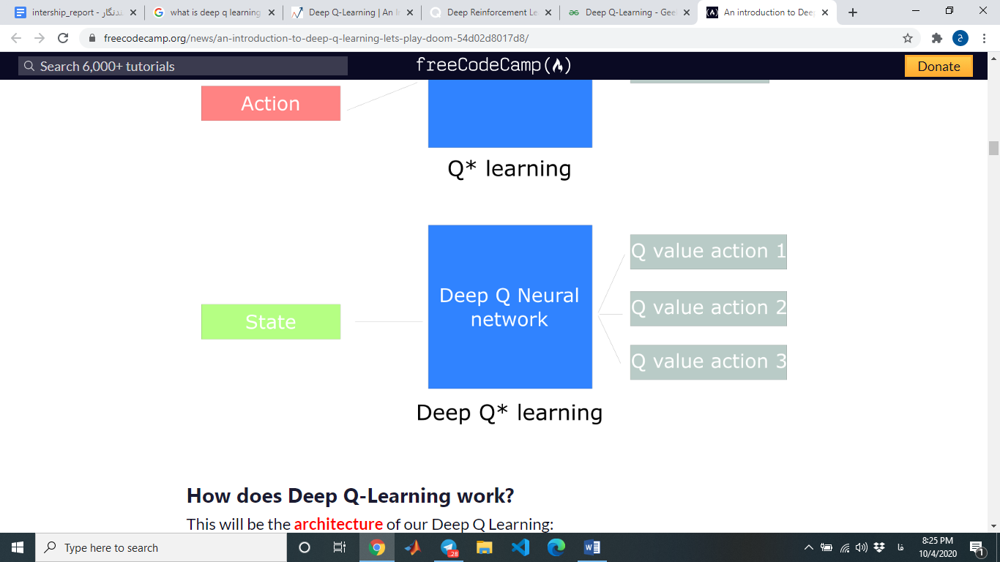 intership_report - سندنگار
what is deep q learning
Deep Q-Learning | An In
Deep Reinforcement Le
Deep Q-Learning - Gee
An introduction to Deep
freecodecamp.org/news/an-introduction-to-deep-q-learning-lets-play-doom-54d02d8017d8/
Search 6,000+ tutorials
freeCodeCamp
Donate
Action
Q* learning
State
Deep Q Neural
network
Q value action 1
Q value action 2
Q value action 3
Deep Q* learning
How does Deep Q-Learning work?
This will be the architecture of our Deep Q Learning:
Type here to search
28
فا
8:25 PM
10/4/2020
1